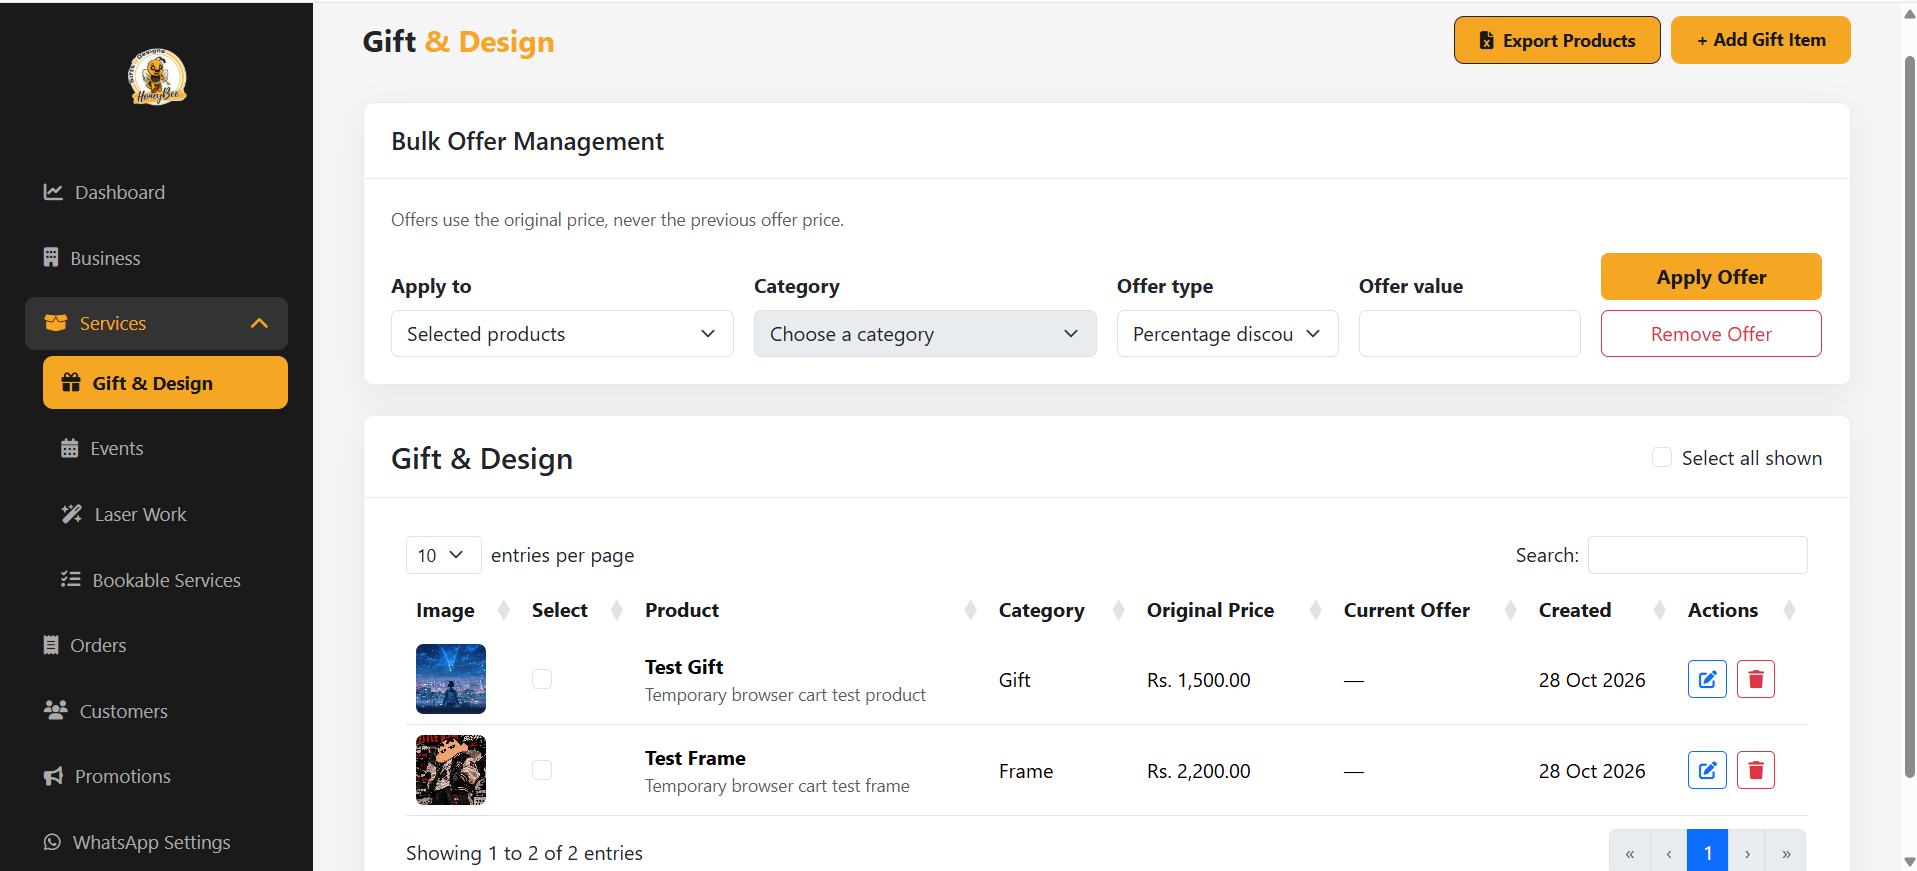 Gifts & Designs
HoneyBee
Dashboard
Business
Services
Gift & Design
Events
Laser Work
Bookable Services
Orders
Customers
Promotions
WhatsApp Settings
Gift & Design
Export Products
+ Add Gift Item
Bulk Offer Management
Offers use the original price, never the previous offer price.
Apply to
Selected products
Category
Choose a category
Offer type
Percentage discou
Offer value
Apply Offer
Remove Offer
Gift & Design
Select all shown
10 entries per page
Search:
Image Select Product Category Original Price Current Offer Created Actions
Test Gift
Temporary browser cart test product
Gift Rs. 1,500.00 — 28 Oct 2026
Test Frame
Temporary browser cart test frame
Frame Rs. 2,200.00 — 28 Oct 2026
Showing 1 to 2 of 2 entries
« ‹ 1 › »